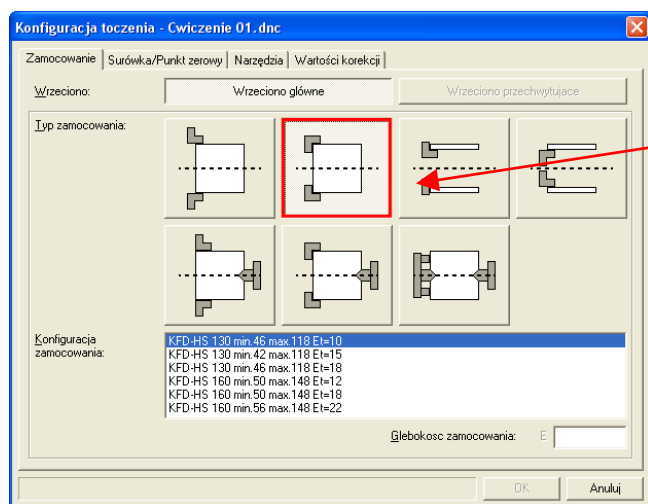 Konfiguracja toczenia - Cwiczenie 01.dnc
Zamocowanie Surówka/Punkt zerowy Narzędzia Wartości korekcji
Wrzeciono: Wrzeciono główne Wrzeciono przechwytujace
Typ zamocowania:
Konfiguracja zamocowania:
KFD-HS 130 min.46 max.118 Et=10
KFD-HS 130 min.42 max.118 Et=15
KFD-HS 130 min.46 max.118 Et=18
KFD-HS 160 min.50 max.148 Et=12
KFD-HS 160 min.50 max.148 Et=18
KFD-HS 160 min.56 max.148 Et=22
Glebokosc zamocowania: E
OK Anuluj